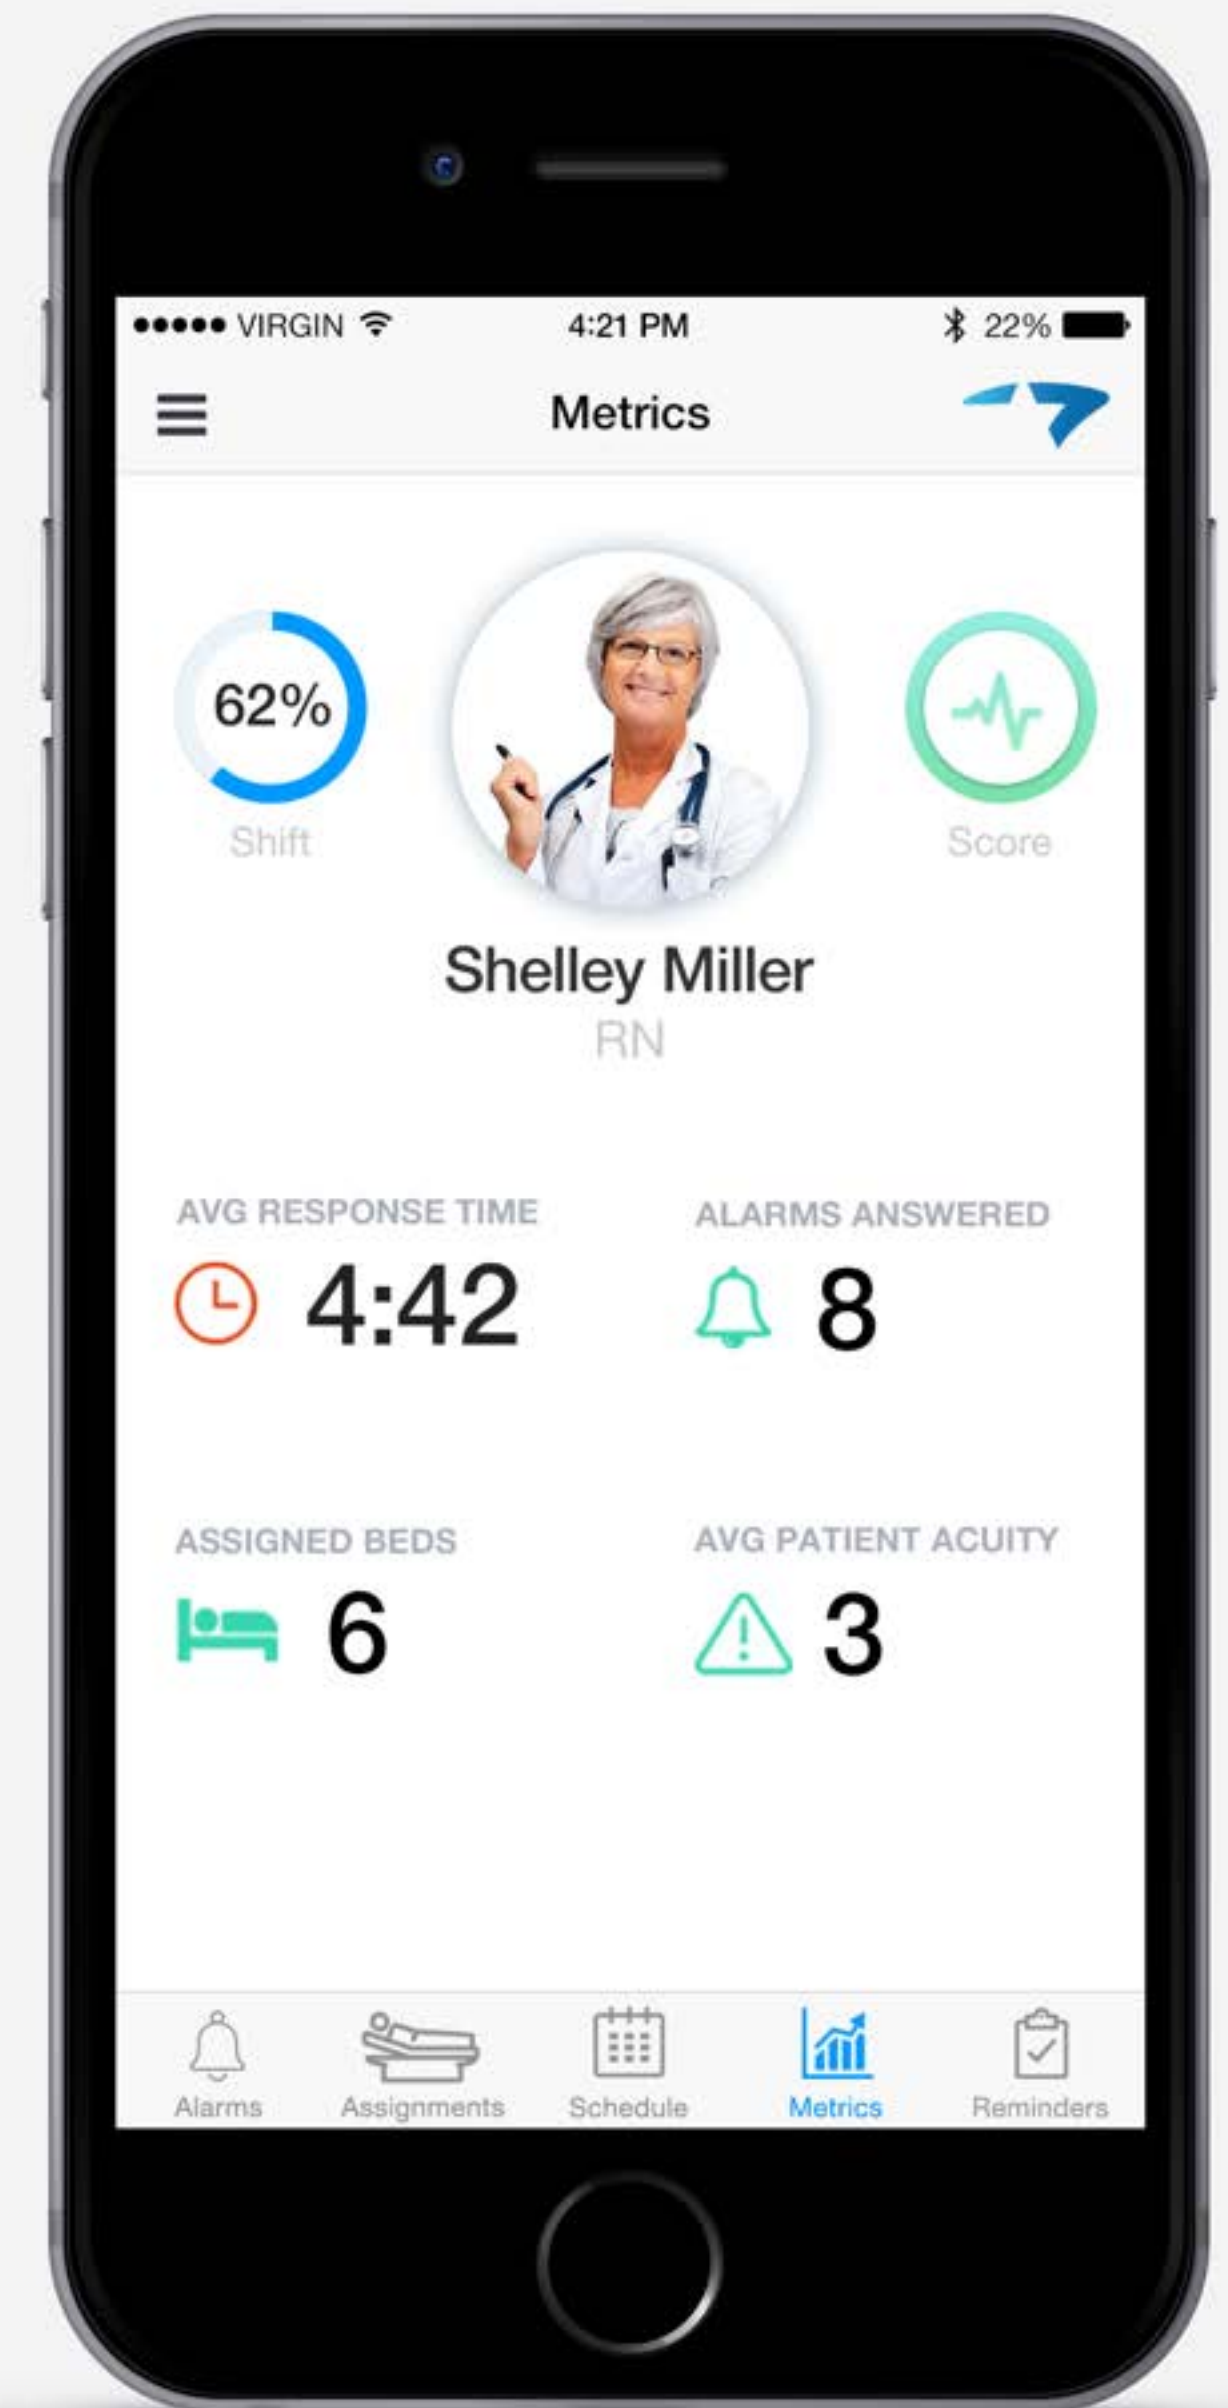 VIRGIN 4:21 PM 22%
Metrics
62%
Shift
Score
Shelley Miller
RN
AVG RESPONSE TIME
4:42
ALARMS ANSWERED
8
ASSIGNED BEDS
6
AVG PATIENT ACUITY
3
Alarms Assignments Schedule Metrics Reminders